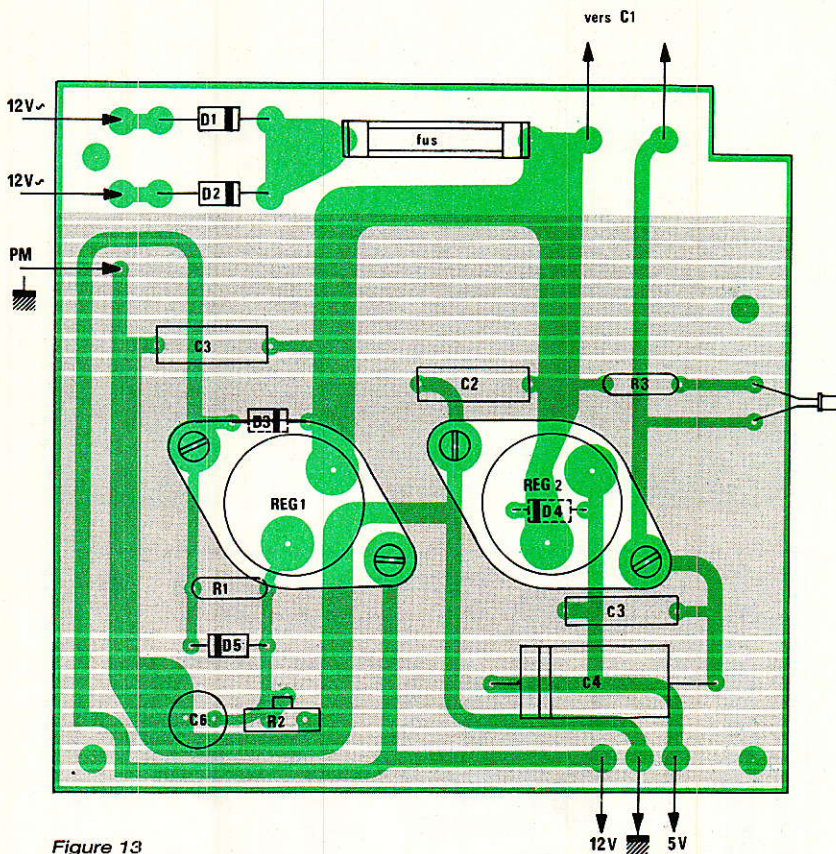 vers C1
12V~
D1
fus
12V~
D2
PM
C3
C2
R3
D3
REG1
REG 2
D4
R1
C3
D5
C4
C6
R2
12V
5V
Figure 13